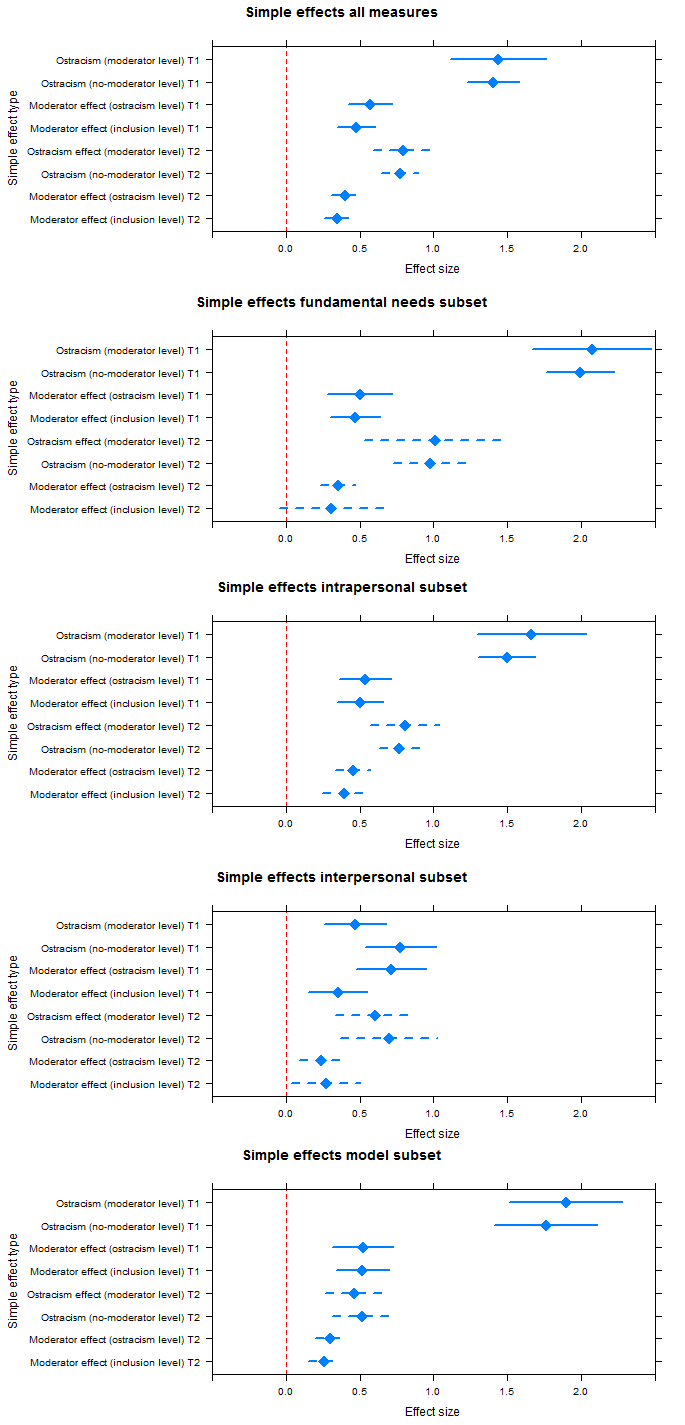 Simple effects all measures
Simple effect type
Ostracism (moderator level) T1
Ostracism (no-moderator level) T1
Moderator effect (ostracism level) T1
Moderator effect (inclusion level) T1
Ostracism effect (moderator level) T2
Ostracism (no-moderator level) T2
Moderator effect (ostracism level) T2
Moderator effect (inclusion level) T2
0.0 0.5 1.0 1.5 2.0
Effect size
Simple effects fundamental needs subset
Simple effect type
Ostracism (moderator level) T1
Ostracism (no-moderator level) T1
Moderator effect (ostracism level) T1
Moderator effect (inclusion level) T1
Ostracism effect (moderator level) T2
Ostracism (no-moderator level) T2
Moderator effect (ostracism level) T2
Moderator effect (inclusion level) T2
0.0 0.5 1.0 1.5 2.0
Effect size
Simple effects intrapersonal subset
Simple effect type
Ostracism (moderator level) T1
Ostracism (no-moderator level) T1
Moderator effect (ostracism level) T1
Moderator effect (inclusion level) T1
Ostracism effect (moderator level) T2
Ostracism (no-moderator level) T2
Moderator effect (ostracism level) T2
Moderator effect (inclusion level) T2
0.0 0.5 1.0 1.5 2.0
Effect size
Simple effects interpersonal subset
Simple effect type
Ostracism (moderator level) T1
Ostracism (no-moderator level) T1
Moderator effect (ostracism level) T1
Moderator effect (inclusion level) T1
Ostracism effect (moderator level) T2
Ostracism (no-moderator level) T2
Moderator effect (ostracism level) T2
Moderator effect (inclusion level) T2
0.0 0.5 1.0 1.5 2.0
Effect size
Simple effects model subset
Simple effect type
Ostracism (moderator level) T1
Ostracism (no-moderator level) T1
Moderator effect (ostracism level) T1
Moderator effect (inclusion level) T1
Ostracism effect (moderator level) T2
Ostracism (no-moderator level) T2
Moderator effect (ostracism level) T2
Moderator effect (inclusion level) T2
0.0 0.5 1.0 1.5 2.0
Effect size